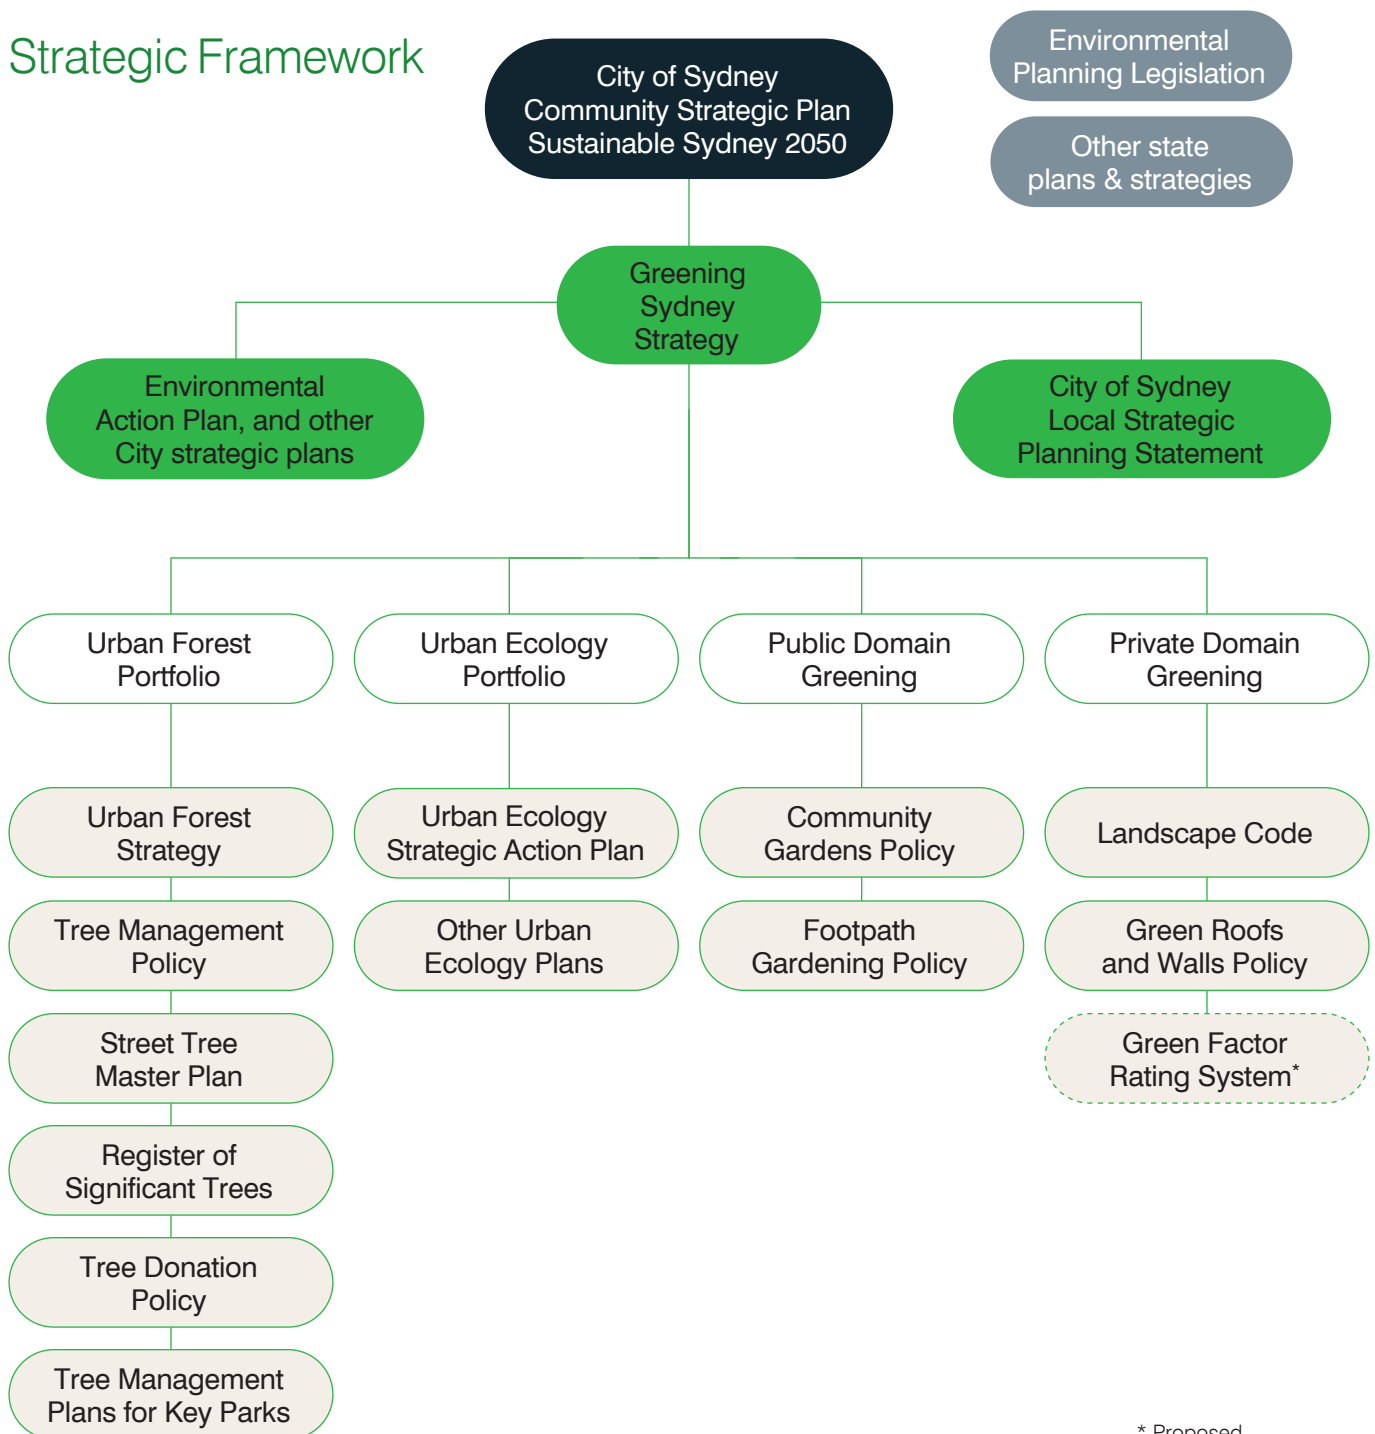 Strategic Framework
City of Sydney
Community Strategic Plan
Sustainable Sydney 2050
Environmental
Planning Legislation
Other state
plans & strategies
Greening
Sydney
Strategy
Environmental
Action Plan, and other
City strategic plans
City of Sydney
Local Strategic
Planning Statement
Urban Forest
Portfolio
Urban Ecology
Portfolio
Public Domain
Greening
Private Domain
Greening
Urban Forest
Strategy
Urban Ecology
Strategic Action Plan
Community
Gardens Policy
Landscape Code
Tree Management
Policy
Other Urban
Ecology Plans
Footpath
Gardening Policy
Green Roofs
and Walls Policy
Street Tree
Master Plan
Green Factor
Rating System*
Register of
Significant Trees
Tree Donation
Policy
Tree Management
Plans for Key Parks
* Proposed